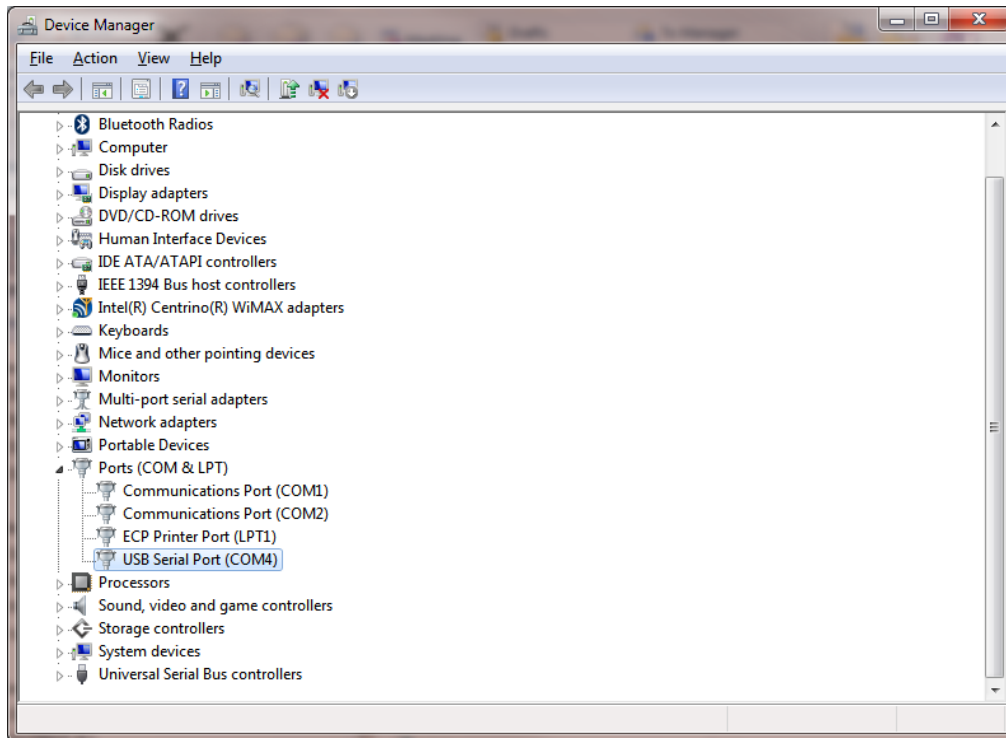 Device Manager
File Action View Help
Bluetooth Radios
Computer
Disk drives
Display adapters
DVD/CD-ROM drives
Human Interface Devices
IDE ATA/ATAPI controllers
IEEE 1394 Bus host controllers
Intel(R) Centrino(R) WiMAX adapters
Keyboards
Mice and other pointing devices
Monitors
Multi-port serial adapters
Network adapters
Portable Devices
Ports (COM & LPT)
Communications Port (COM1)
Communications Port (COM2)
ECP Printer Port (LPT1)
USB Serial Port (COM4)
Processors
Sound, video and game controllers
Storage controllers
System devices
Universal Serial Bus controllers